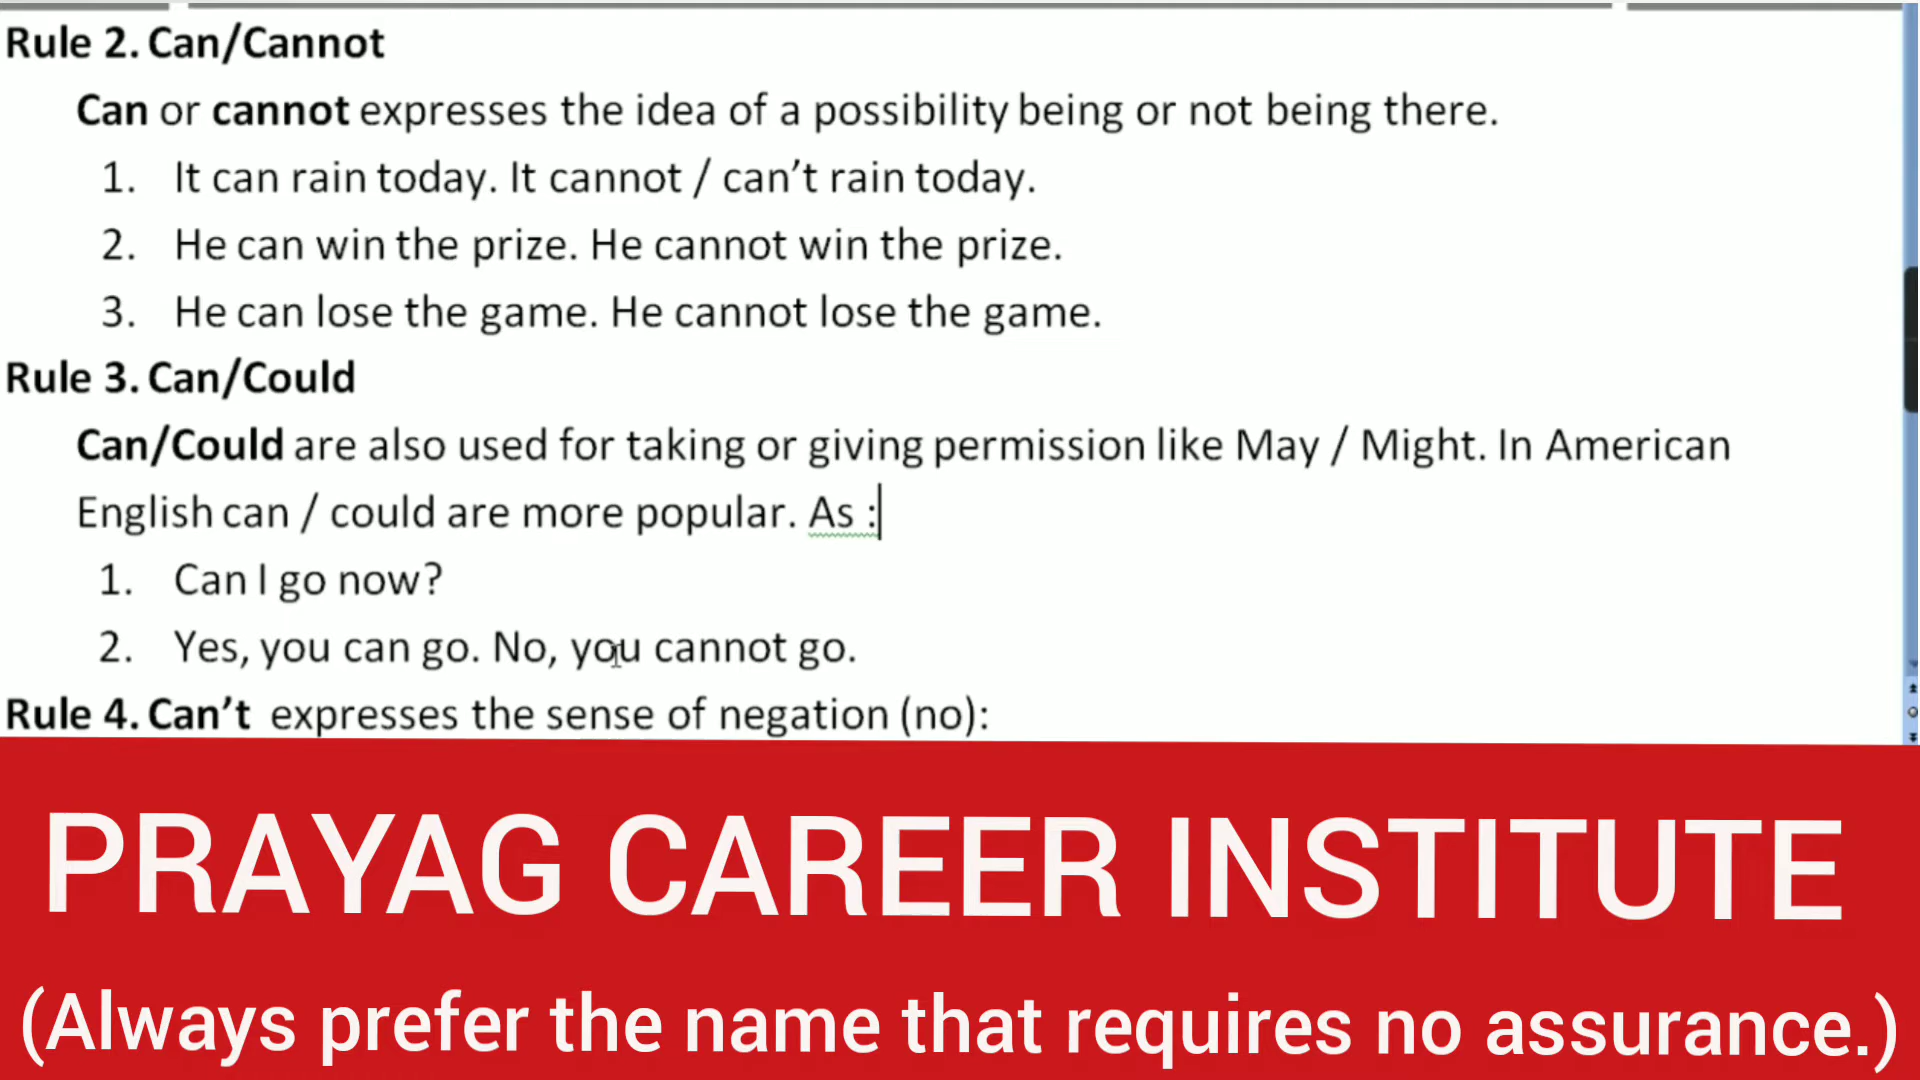 Rule 2. Can/Cannot
Can or cannot expresses the idea of a possibility being or not being there.
1. It can rain today. It cannot / can’t rain today.
2. He can win the prize. He cannot win the prize.
3. He can lose the game. He cannot lose the game.
Rule 3. Can/Could
Can/Could are also used for taking or giving permission like May / Might. In American
English can / could are more popular. As :
1. Can I go now?
2. Yes, you can go. No, you cannot go.
Rule 4. Can’t expresses the sense of negation (no):
PRAYAG CAREER INSTITUTE
(Always prefer the name that requires no assurance.)